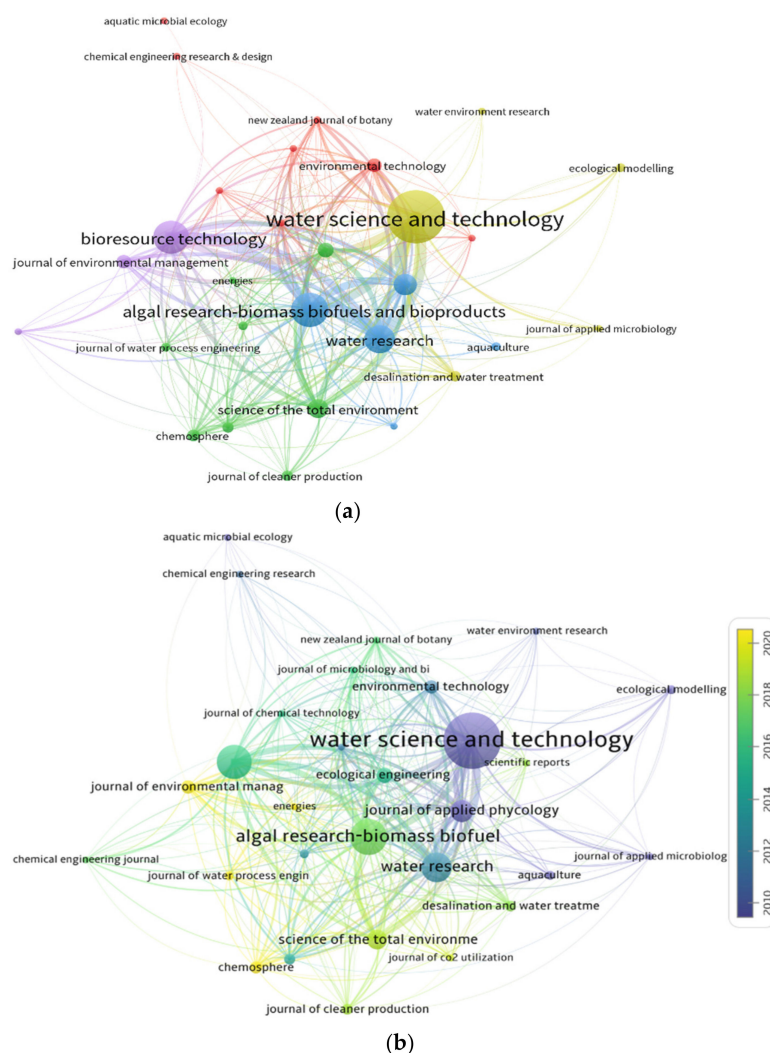 aquatic microbial ecology
chemical engineering research & design
water environment research
new zealand journal of botany
environmental technology
ecological modelling
water science and technology
bioresource technology
journal of environmental management
energies
algal research-biomass biofuels and bioproducts
journal of applied microbiology
water research
journal of water process engineering
aquaculture
desalination and water treatment
science of the total environment
chemosphere
journal of cleaner production
(a)
aquatic microbial ecology
chemical engineering research
water environment research
new zealand journal of botany
journal of microbiology and bi
environmental technology
ecological modelling
journal of chemical technology
water science and technology
scientific reports
ecological engineering
journal of environmental manag
energies
journal of applied phycology
algal research-biomass biofuel
chemical engineering journal
water research
journal of applied microbiolog
journal of water process engin
aquaculture
desalination and water treatme
science of the total environme
journal of co2 utilization
chemosphere
journal of cleaner production
2020
2018
2016
2014
2012
2010
(b)